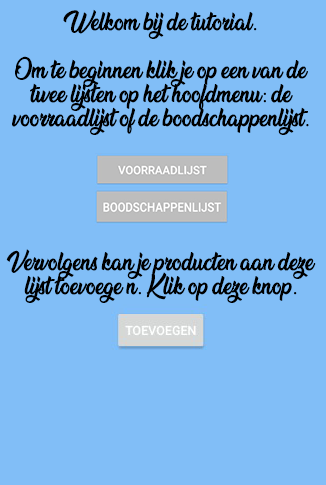 Welkom bij de tutorial.
Om te beginnen klik je op een van de
twee lijsten op het hoofdmenu: de
voorraadlijst of de boodschappenlijst.
VOORRAADLIJST
BOODSCHAPPENLIJST
Vervolgens kan je producten aan deze
lijst toevoege n. Klik op deze knop.
TOEVOEGEN